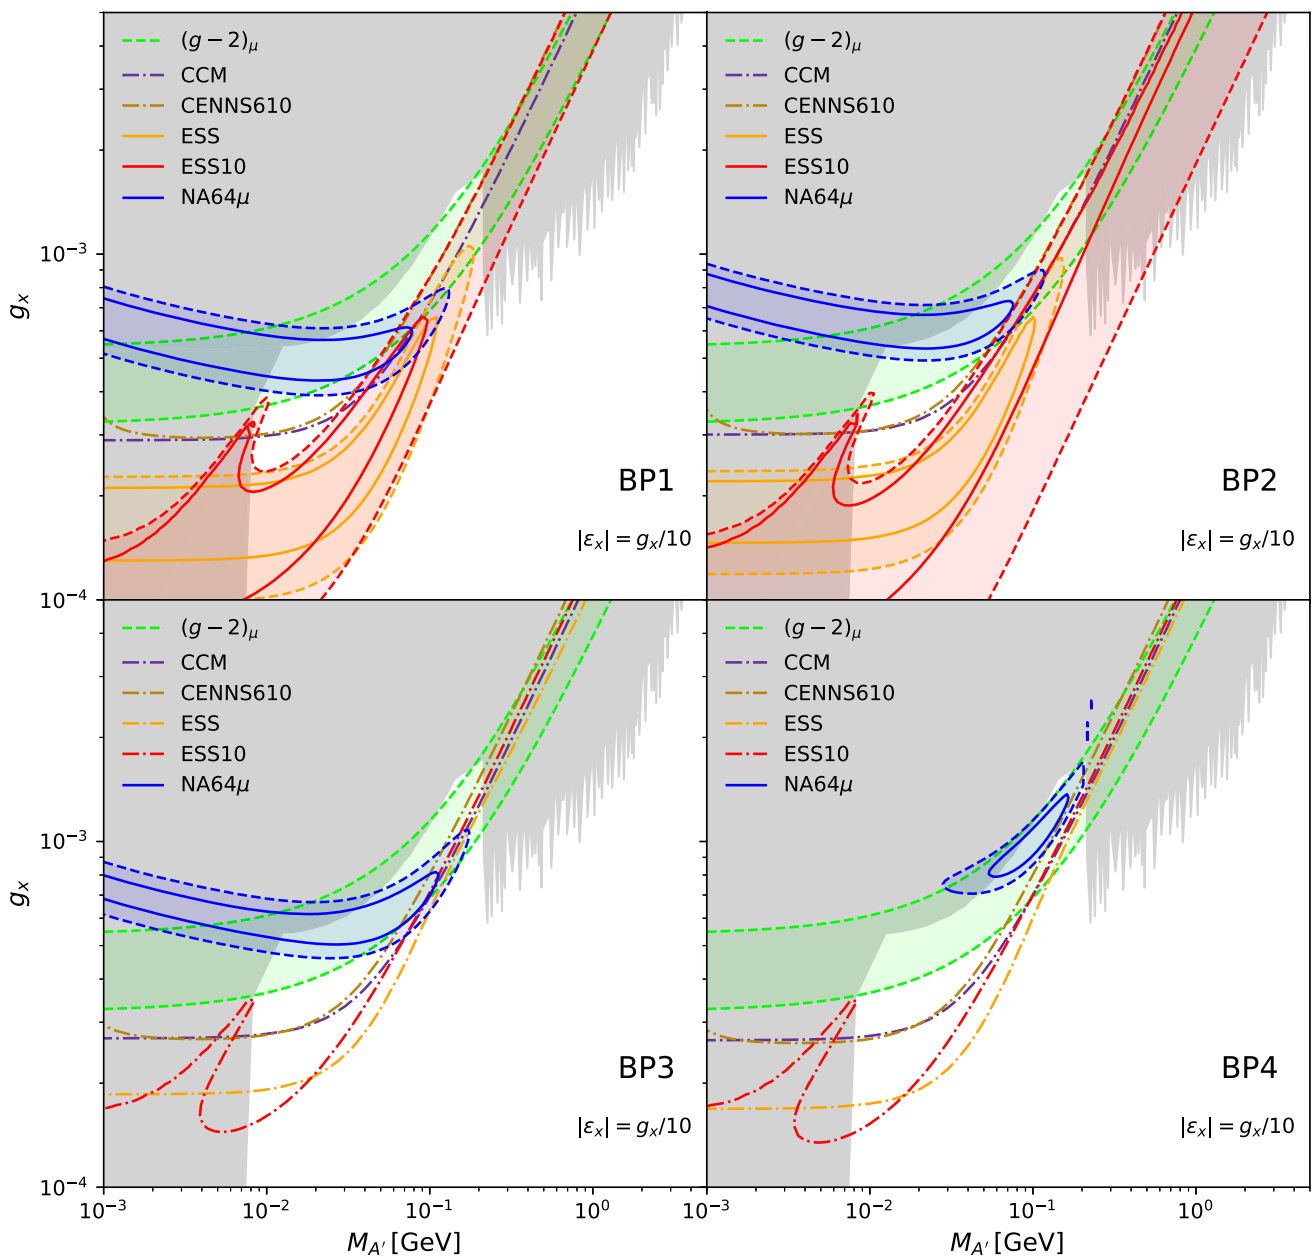 (g − 2)μ
CCM
CENNS610
ESS
ESS10
NA64μ
BP1
|εx| = gx/10
10⁻³
10⁻⁴
gx
(g − 2)μ
CCM
CENNS610
ESS
ESS10
NA64μ
BP2
|εx| = gx/10
(g − 2)μ
CCM
CENNS610
ESS
ESS10
NA64μ
BP3
|εx| = gx/10
10⁻³
10⁻⁴
gx
10⁻³ 10⁻² 10⁻¹ 10⁰
MA′ [GeV]
(g − 2)μ
CCM
CENNS610
ESS
ESS10
NA64μ
BP4
|εx| = gx/10
10⁻² 10⁻¹ 10⁰
MA′ [GeV]